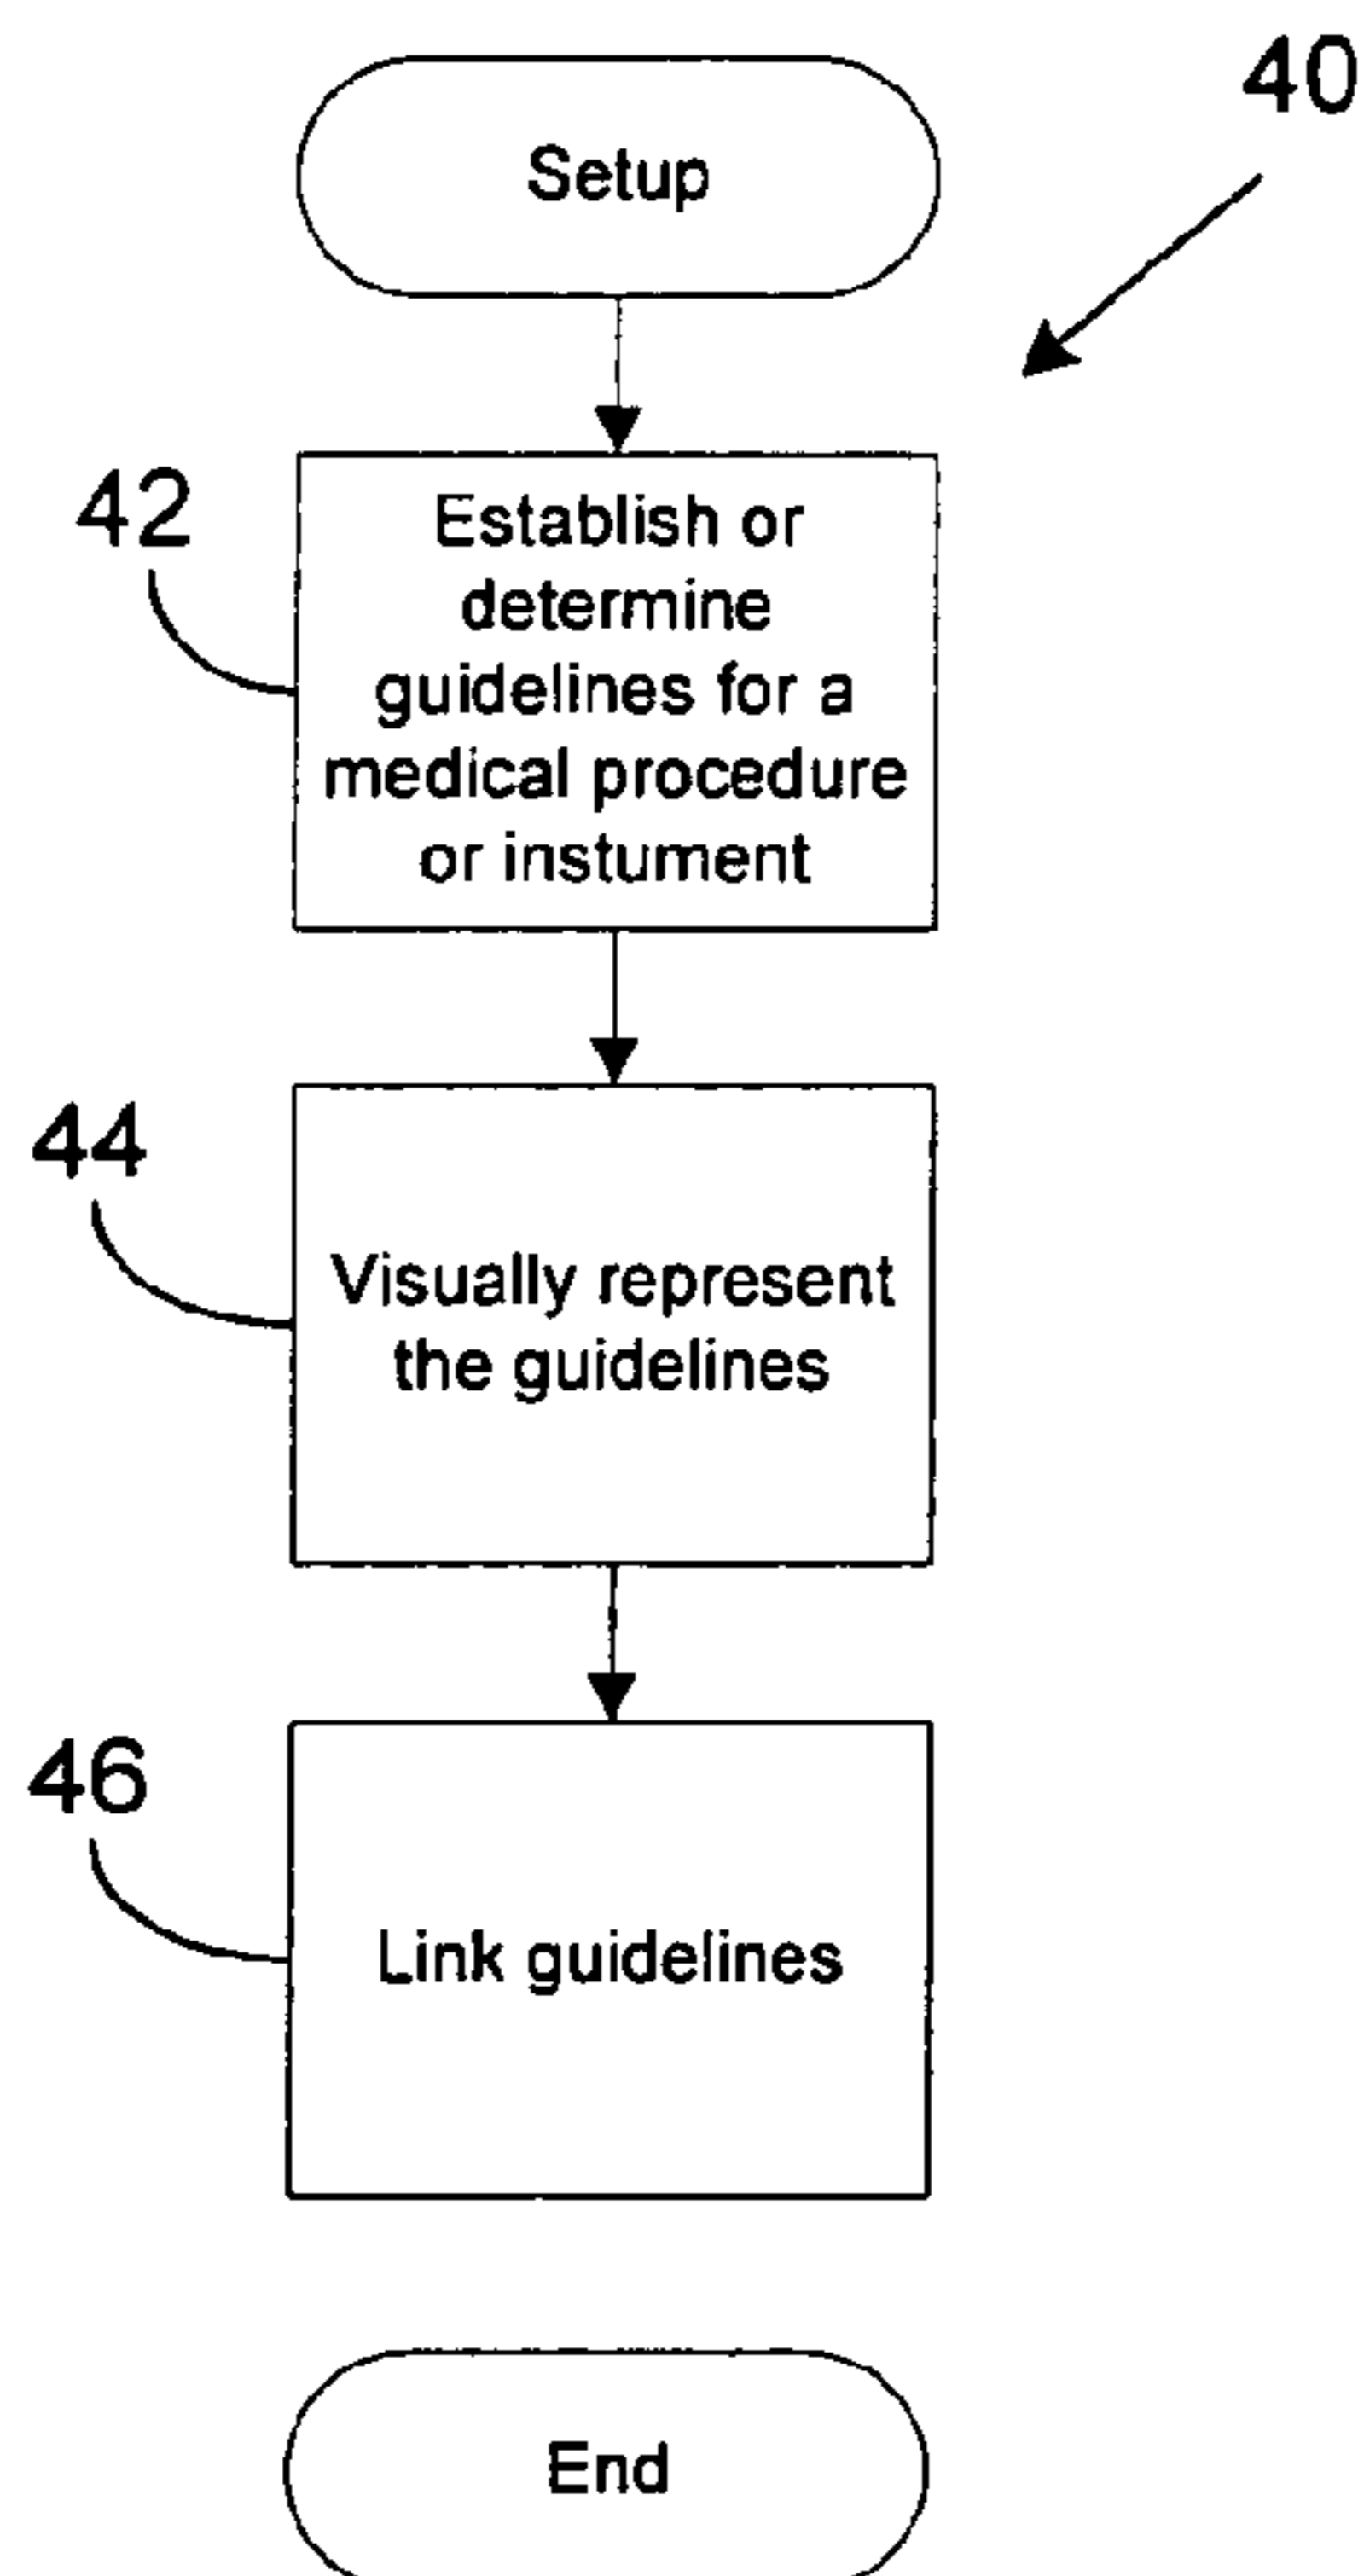 40
Setup
42
Establish or
determine
guidelines for a
medical procedure
or instument
44
Visually represent
the guidelines
46
Link guidelines
End